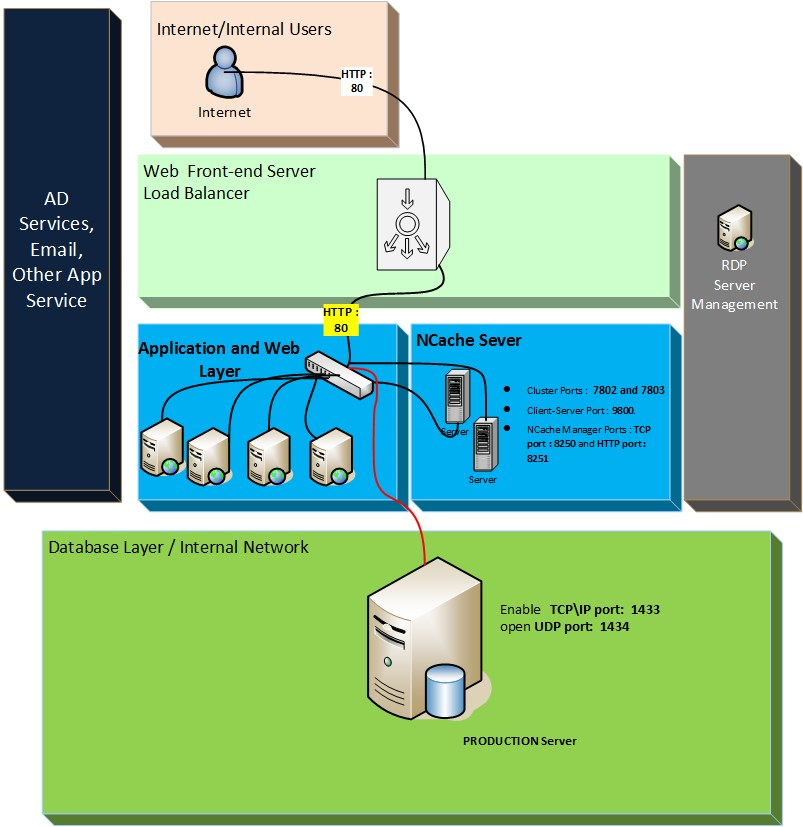 Internet/Internal Users
HTTP :
80
Internet
AD
Services,
Email,
Other App
Service
Web Front-end Server
Load Balancer
RDP
Server
Management
HTTP :
80
Application and Web
Layer
NCache Sever
Cluster Ports : 7802 and 7803
Client-Server Port : 9800.
NCache Manager Ports : TCP
port : 8250 and HTTP port :
8251
Server
Server
Database Layer / Internal Network
Enable TCP\IP port: 1433
open UDP port: 1434
PRODUCTION Server